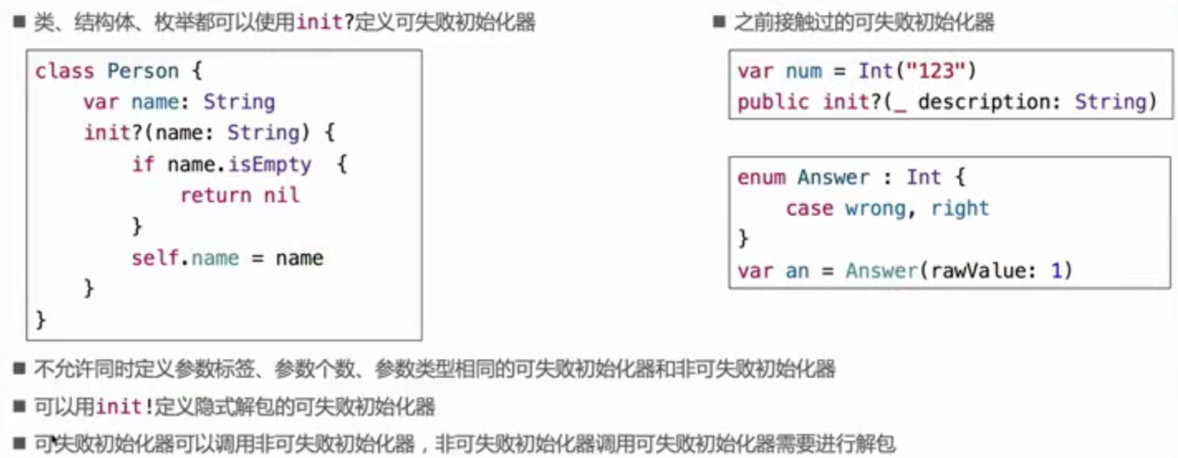 ■ 类、结构体、枚举都可以使用init?定义可失败初始化器
class Person {
    var name: String
    init?(name: String) {
        if name.isEmpty  {
            return nil
        }
        self.name = name
    }
}
■ 之前接触过的可失败初始化器
var num = Int("123")
public init?(_ description: String)
enum Answer : Int {
    case wrong, right
}
var an = Answer(rawValue: 1)
■ 不允许同时定义参数标签、参数个数、参数类型相同的可失败初始化器和非可失败初始化器
■ 可以用init!定义隐式解包的可失败初始化器
■ 可失败初始化器可以调用非可失败初始化器，非可失败初始化器调用可失败初始化器需要进行解包